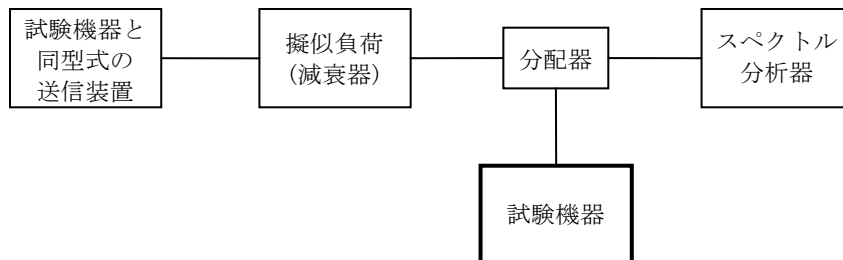 試験機器と
同型式の
送信装置
擬似負荷
(減衰器)
分配器
スペクトル
分析器
試験機器